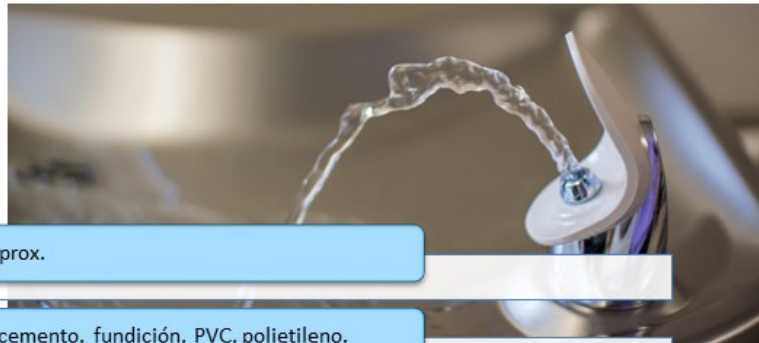 prox.
cemento, fundición, PVC, polietileno,